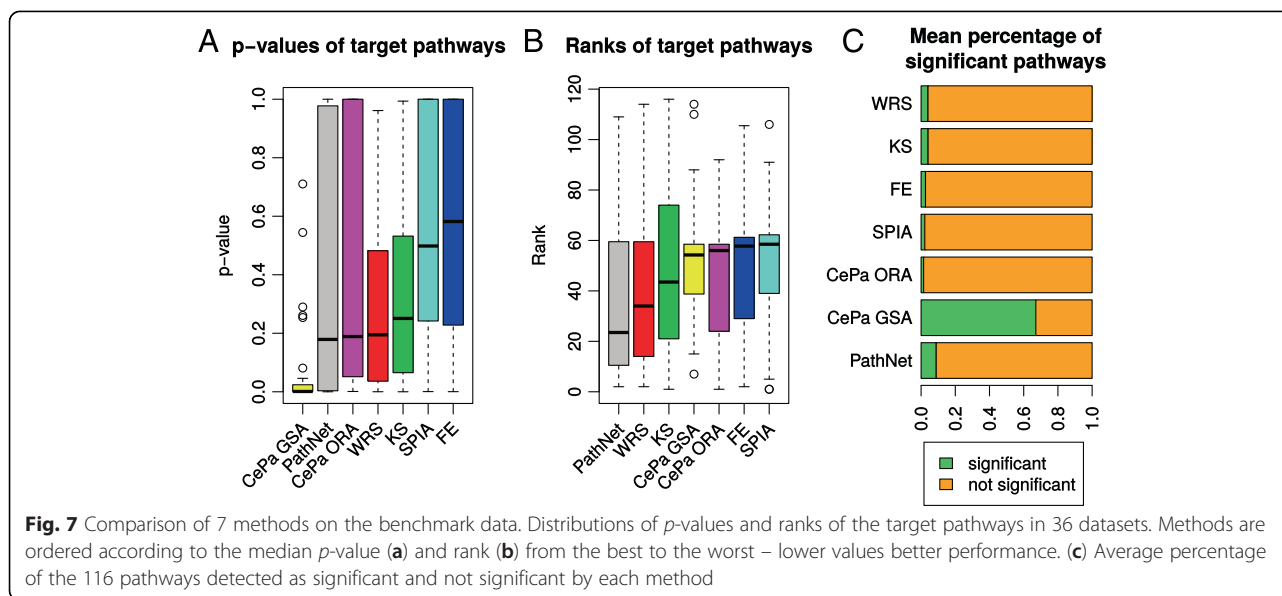 A p−values of target pathways
p−value
0.0 0.2 0.4 0.6 0.8 1.0
CePa GSA
PathNet
CePa ORA
WRS
KS
SPIA
FE
B Ranks of target pathways
Rank
0 20 40 60 80 100 120
PathNet
WRS
KS
CePa GSA
CePa ORA
FE
SPIA
C Mean percentage of
significant pathways
WRS
KS
FE
SPIA
CePa ORA
CePa GSA
PathNet
0.0 0.2 0.4 0.6 0.8 1.0
significant
not significant
Fig. 7 Comparison of 7 methods on the benchmark data. Distributions of p-values and ranks of the target pathways in 36 datasets. Methods are
ordered according to the median p-value (a) and rank (b) from the best to the worst – lower values better performance. (c) Average percentage
of the 116 pathways detected as significant and not significant by each method